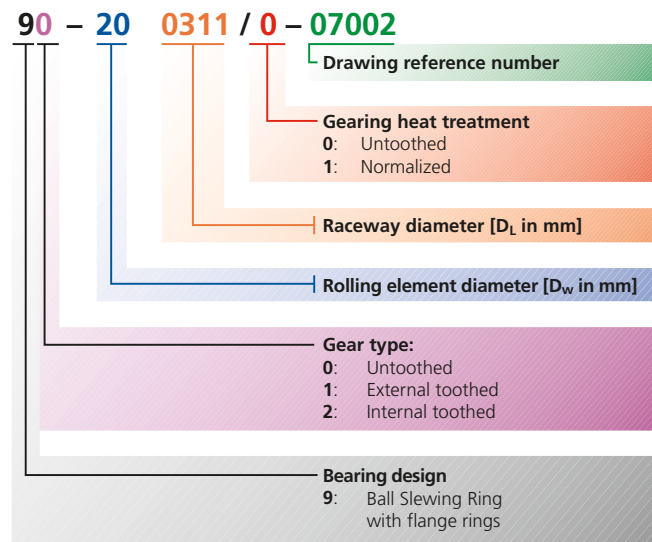 90 – 20 0311 / 0 – 07002
Drawing reference number
Gearing heat treatment
0: Untoothed
1: Normalized
Raceway diameter [DL in mm]
Rolling element diameter [Dw in mm]
Gear type:
0: Untoothed
1: External toothed
2: Internal toothed
Bearing design
9: Ball Slewing Ring
with flange rings